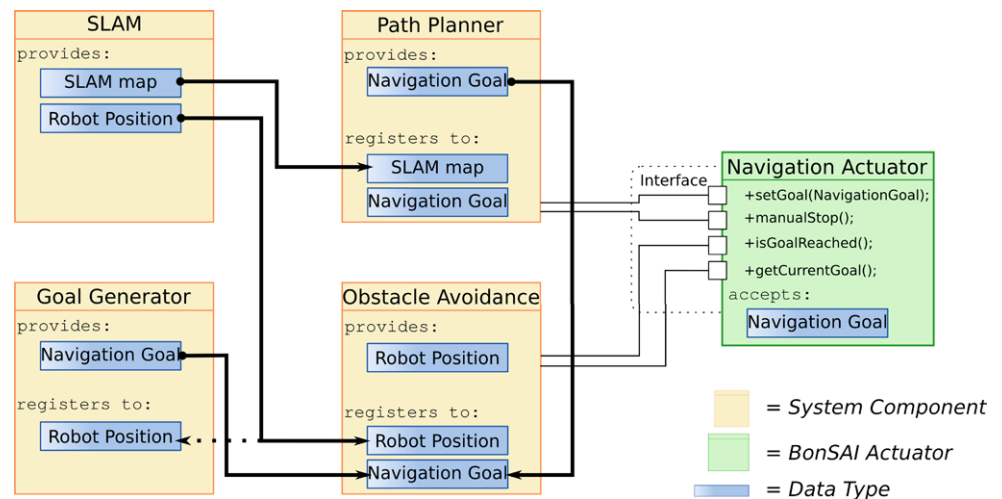 SLAM
provides:
SLAM map
Robot Position
Path Planner
provides:
Navigation Goal
registers to:
SLAM map
Navigation Goal
Goal Generator
provides:
Navigation Goal
registers to:
Robot Position
Obstacle Avoidance
provides:
Robot Position
registers to:
Robot Position
Navigation Goal
Interface
Navigation Actuator
+setGoal(NavigationGoal);
+manualStop();
+isGoalReached();
+getCurrentGoal();
accepts:
Navigation Goal
= System Component
= BonSAI Actuator
= Data Type